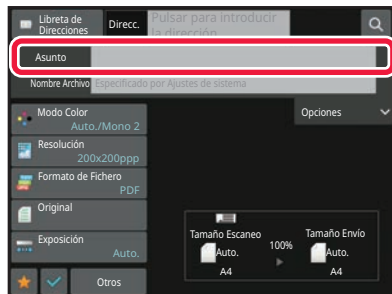 Libreta de
Direcciones
Direcc.
Pulsar para introducir
la dirección
Asunto
Nombre Archivo
Especificado por Ajustes de sistema
Modo Color
Auto./Mono 2
Opciones
Resolución
200x200ppp
Formato de Fichero
PDF
Original
Exposición
Auto.
Tamaño Escaneo
Auto.
A4
100%
Tamaño Envío
Auto.
A4
Otros